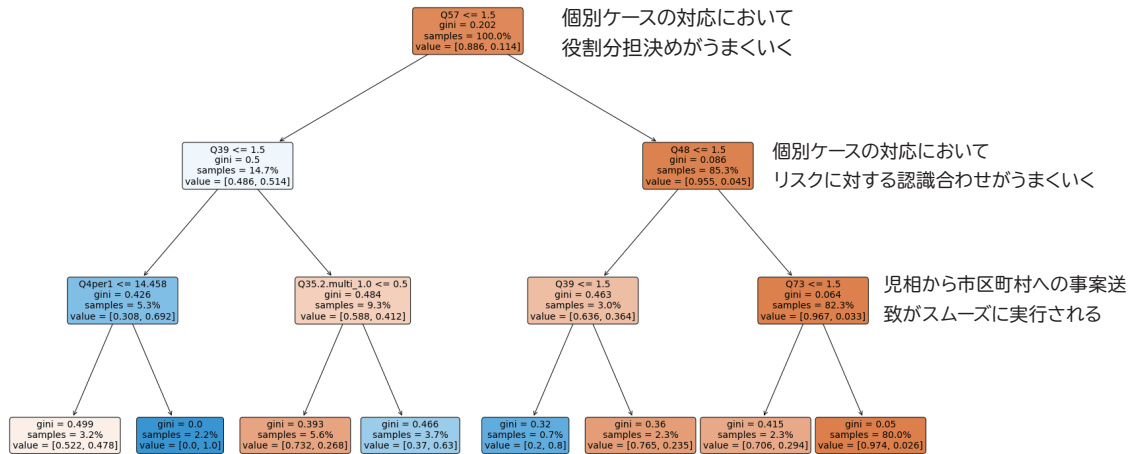 Q57 <= 1.5
gini = 0.202
samples = 100.0%
value = [0.886, 0.114]
個別ケースの対応において
役割分担決めがうまくいく
Q39 <= 1.5
gini = 0.5
samples = 14.7%
value = [0.486, 0.514]
Q48 <= 1.5
gini = 0.086
samples = 85.3%
value = [0.955, 0.045]
個別ケースの対応において
リスクに対する認識合わせがうまくいく
Q4per1 <= 14.458
gini = 0.426
samples = 5.3%
value = [0.308, 0.692]
Q35.2.multi_1.0 <= 0.5
gini = 0.484
samples = 9.3%
value = [0.588, 0.412]
Q39 <= 1.5
gini = 0.463
samples = 3.0%
value = [0.636, 0.364]
Q73 <= 1.5
gini = 0.064
samples = 82.3%
value = [0.967, 0.033]
児相から市区町村への事案送
致がスムーズに実行される
gini = 0.499
samples = 3.2%
value = [0.522, 0.478]
gini = 0.0
samples = 2.2%
value = [0.0, 1.0]
gini = 0.393
samples = 5.6%
value = [0.732, 0.268]
gini = 0.466
samples = 3.7%
value = [0.37, 0.63]
gini = 0.32
samples = 0.7%
value = [0.2, 0.8]
gini = 0.36
samples = 2.3%
value = [0.765, 0.235]
gini = 0.415
samples = 2.3%
value = [0.706, 0.294]
gini = 0.05
samples = 80.0%
value = [0.974, 0.026]